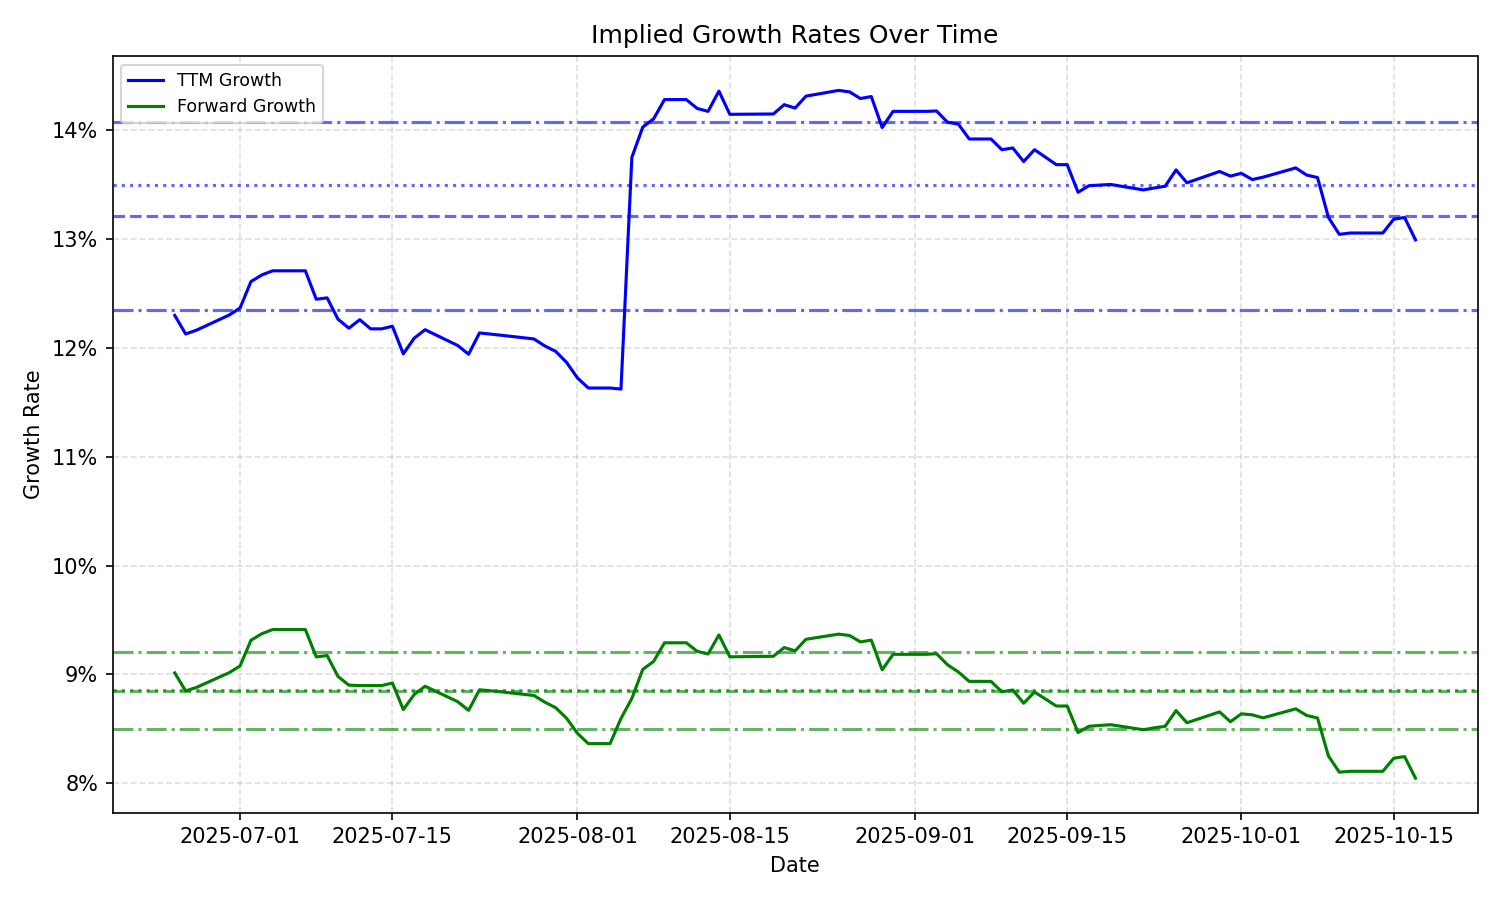 Implied Growth Rates Over Time
TTM Growth
Forward Growth
14%
13%
12%
11%
10%
9%
8%
Growth Rate
2025-07-01 2025-07-15 2025-08-01 2025-08-15 2025-09-01 2025-09-15 2025-10-01 2025-10-15
Date